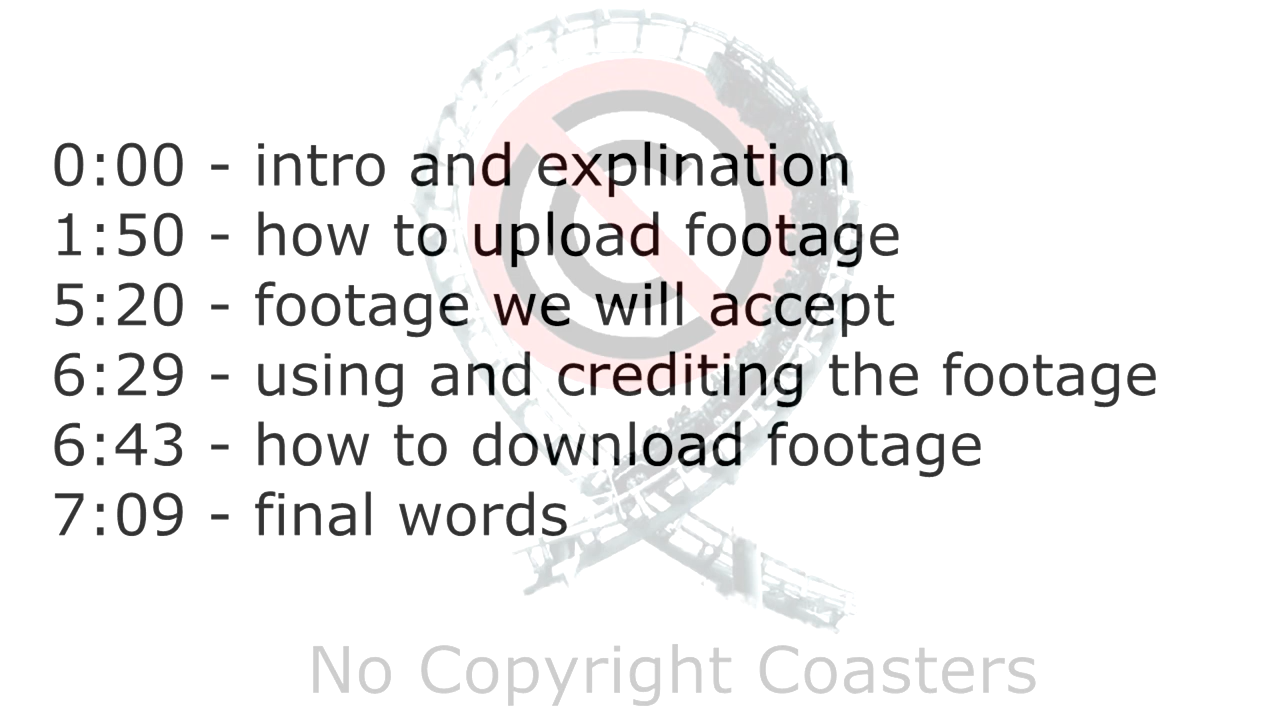 0:00 - intro and explination
1:50 - how to upload footage
5:20 - footage we will accept
6:29 - using and crediting the footage
6:43 - how to download footage
7:09 - final words
No Copyright Coasters